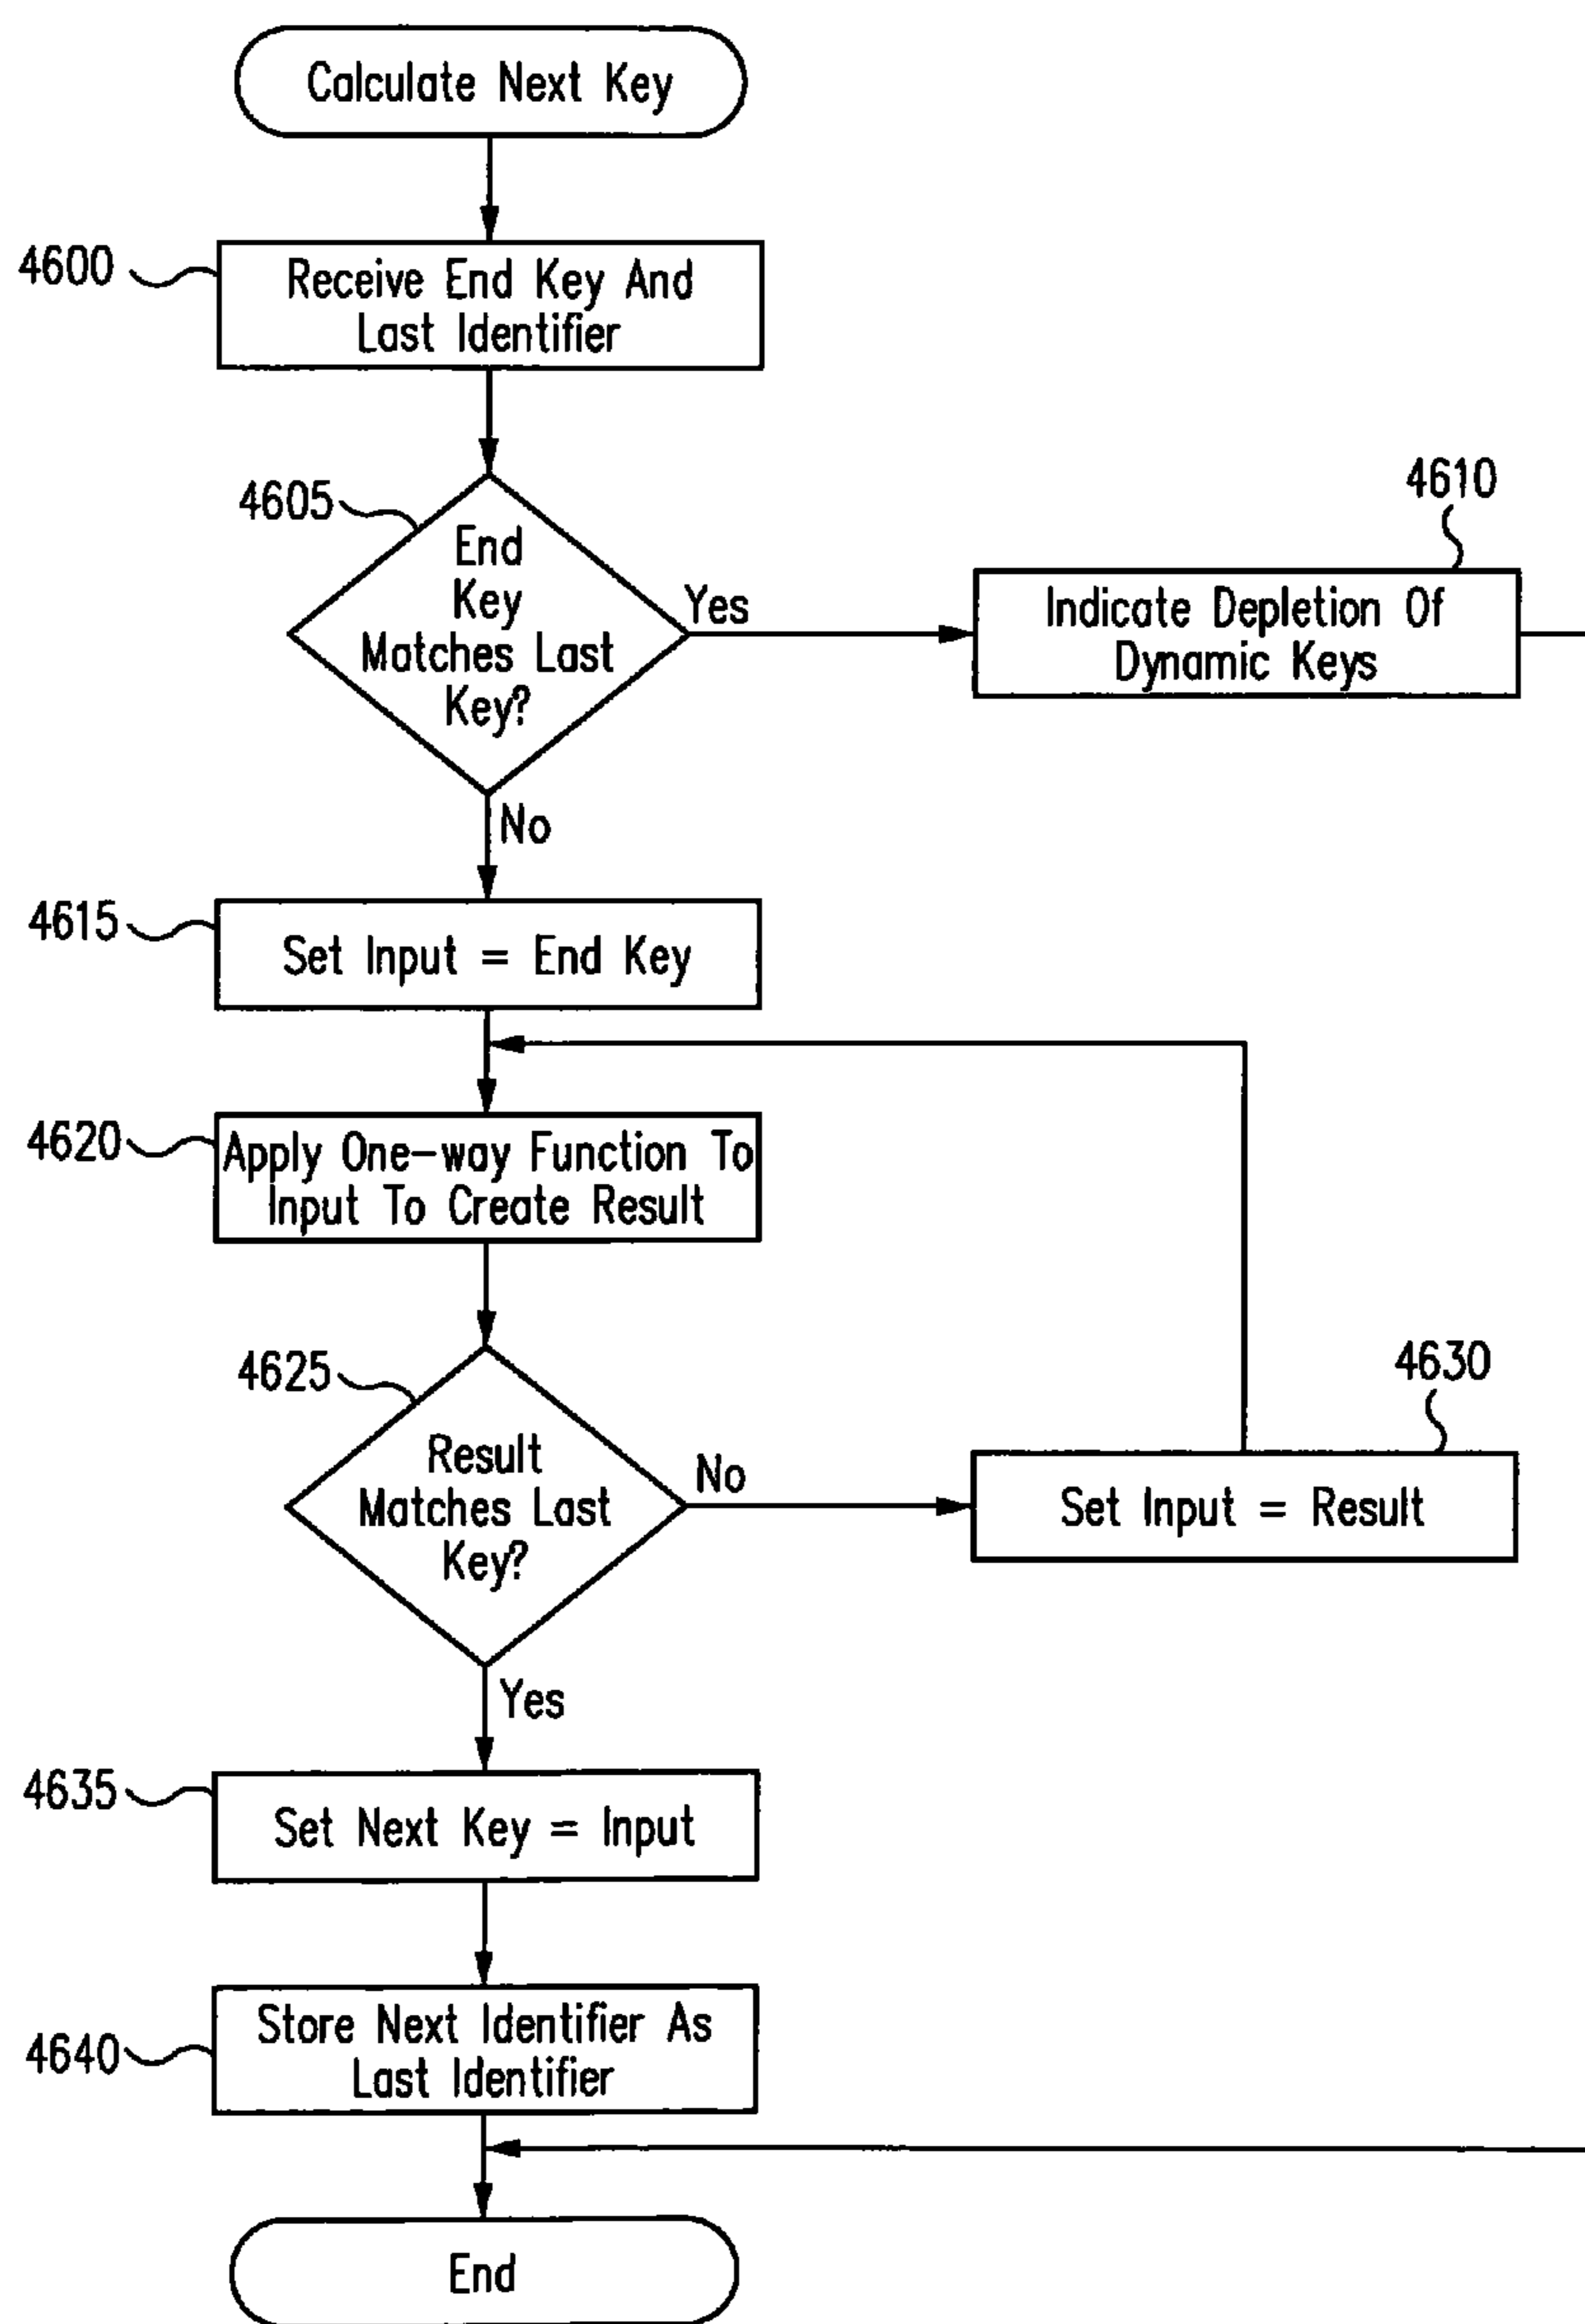 Calculate Next Key
4600
Receive End Key And
Last Identifier
4605
End
Key
Matches Last
Key?
Yes
4610
Indicate Depletion Of
Dynamic Keys
No
4615
Set Input = End Key
4620
Apply One-way Function To
Input To Create Result
4625
Result
Matches Last
Key?
No
4630
Set Input = Result
Yes
4635
Set Next Key = Input
4640
Store Next Identifier As
Last Identifier
End